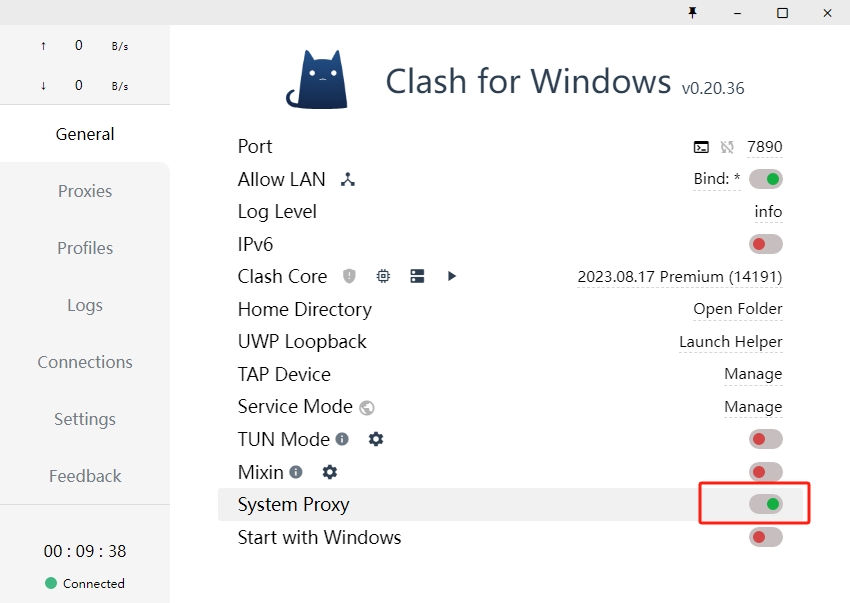 ↑ 0 B/s
↓ 0 B/s
General
Proxies
Profiles
Logs
Connections
Settings
Feedback
00 : 09 : 38
Connected
Clash for Windows v0.20.36
Port 7890
Allow LAN Bind: *
Log Level info
IPv6
Clash Core 2023.08.17 Premium (14191)
Home Directory Open Folder
UWP Loopback Launch Helper
TAP Device Manage
Service Mode Manage
TUN Mode
Mixin
System Proxy
Start with Windows